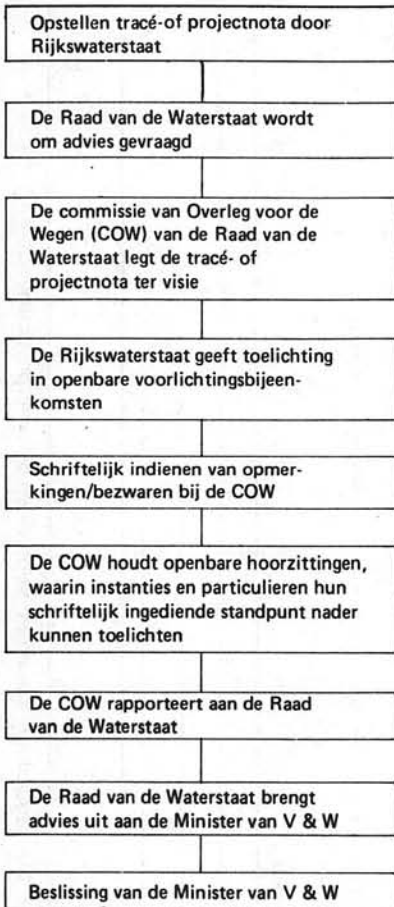 Opstellen tracé-of projectnota door
Rijkswaterstaat
De Raad van de Waterstaat wordt
om advies gevraagd
De commissie van Overleg voor de
Wegen (COW) van de Raad van de
Waterstaat legt de tracé- of
projectnota ter visie
De Rijkswaterstaat geeft toelichting
in openbare voorlichtingsbijeen-
komsten
Schriftelijk indienen van opmer-
kingen/bezwaren bij de COW
De COW houdt openbare hoorzittingen,
waarin instanties en particulieren hun
schriftelijk ingediende standpunt nader
kunnen toelichten
De COW rapporteert aan de Raad
van de Waterstaat
De Raad van de Waterstaat brengt
advies uit aan de Minister van V & W
Beslissing van de Minister van V & W